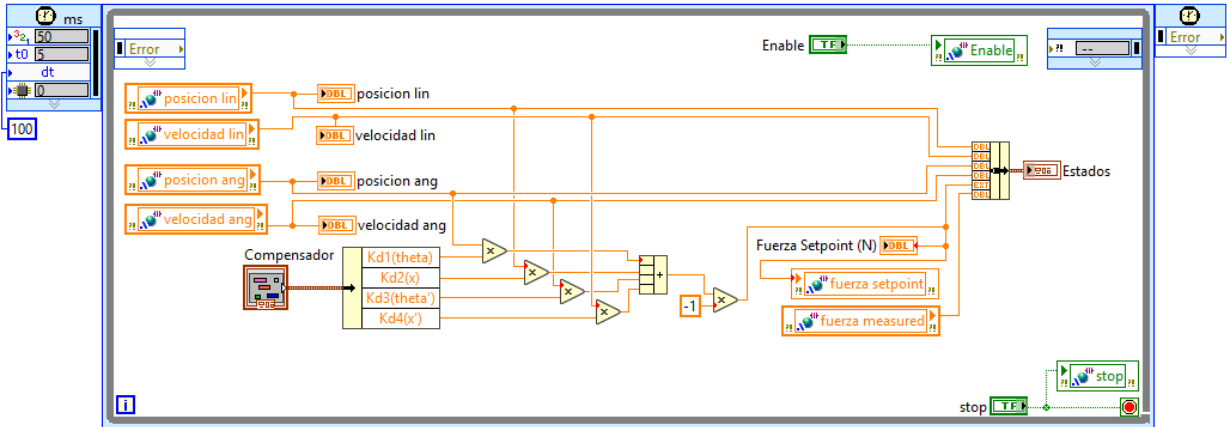 ms
50
5
t0
dt
0
100
Error
Enable
TF
Enable
--
Error
posicion lin
DBL
posicion lin
velocidad lin
DBL
velocidad lin
posicion ang
DBL
posicion ang
velocidad ang
DBL
velocidad ang
DBL
DBL
DBL
DBL
EXT
DBL
Estados
Compensador
Kd1(theta)
Kd2(x)
Kd3(theta')
Kd4(x')
+
-1
x
x
x
x
x
Fuerza Setpoint (N)
DBL
fuerza setpoint
fuerza measured
stop
stop
TF
i